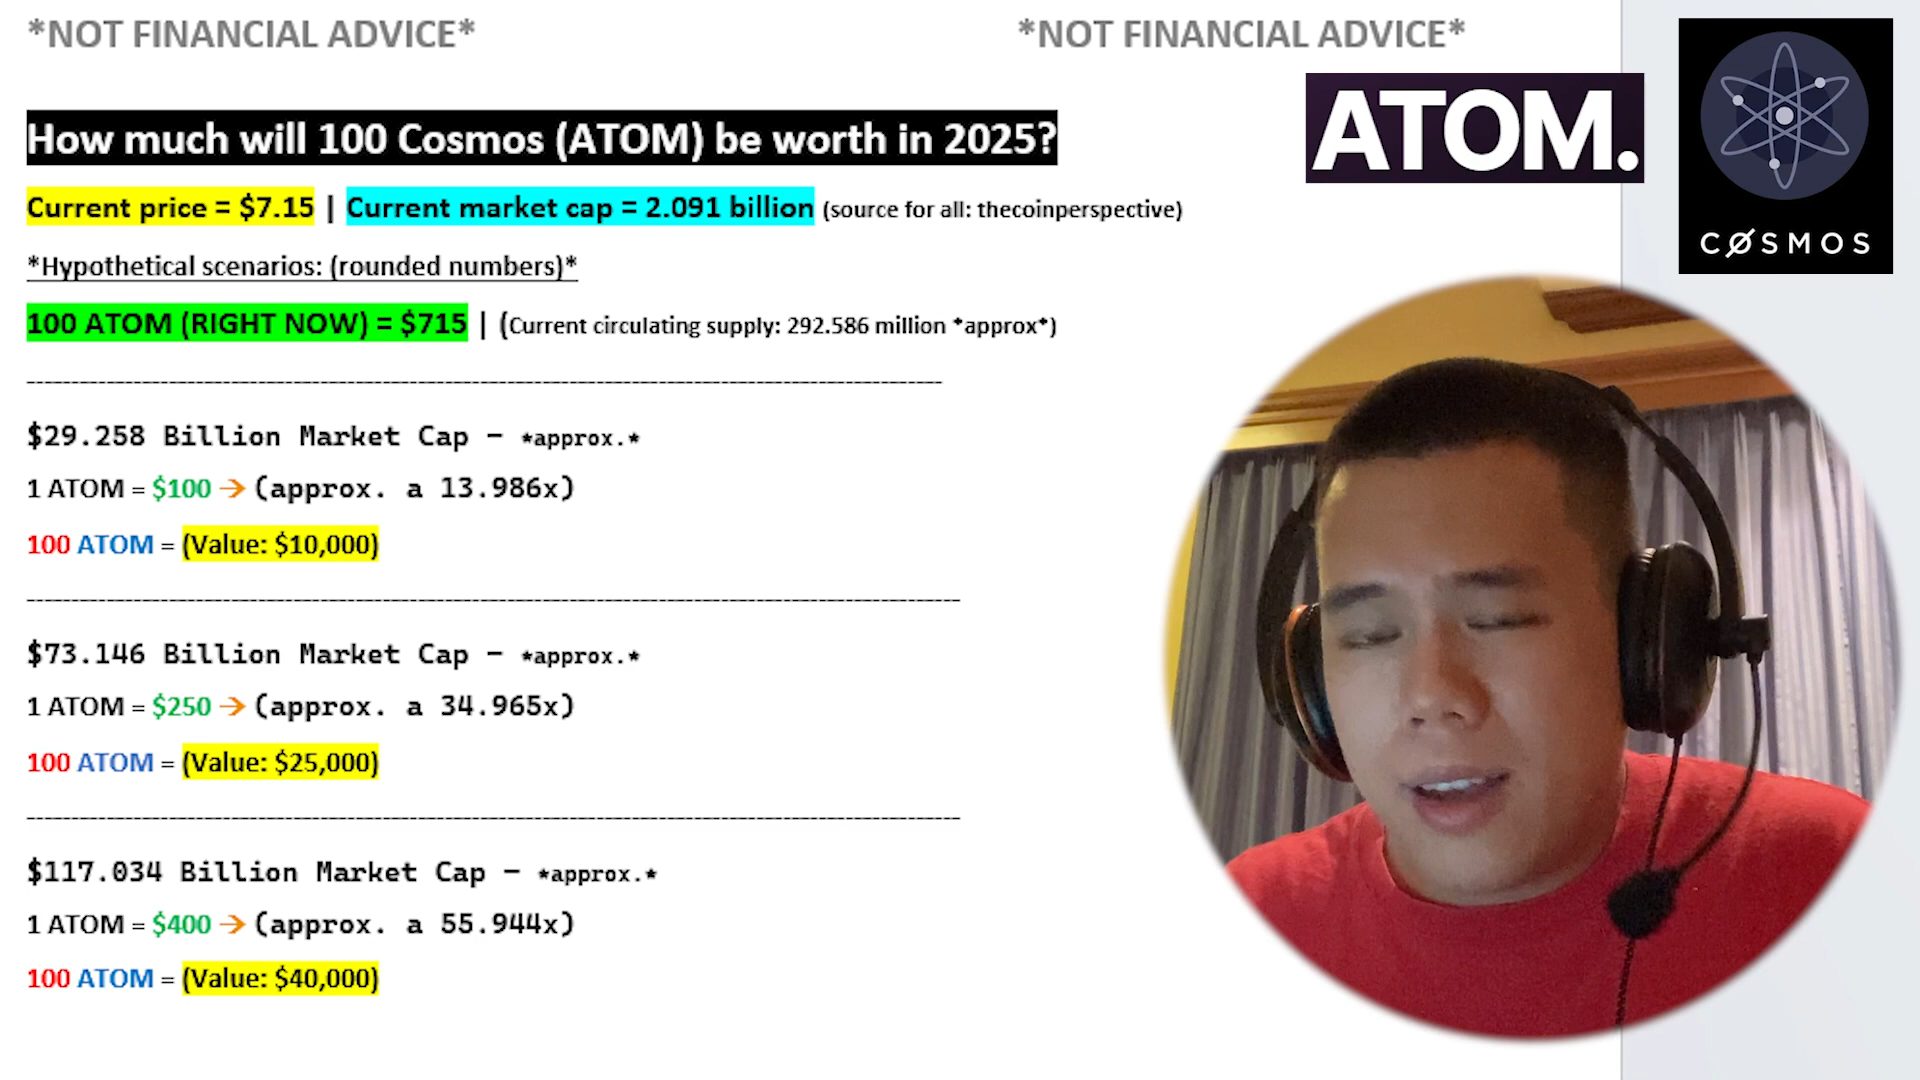 *NOT FINANCIAL ADVICE* *NOT FINANCIAL ADVICE*
ATOM.
CØSMOS
How much will 100 Cosmos (ATOM) be worth in 2025?
Current price = $7.15 | Current market cap = 2.091 billion (source for all: thecoinperspective)
*Hypothetical scenarios: (rounded numbers)*
100 ATOM (RIGHT NOW) = $715 | (Current circulating supply: 292.586 million *approx*)
$29.258 Billion Market Cap – *approx.*
1 ATOM = $100 → (approx. a 13.986x)
100 ATOM = (Value: $10,000)
$73.146 Billion Market Cap – *approx.*
1 ATOM = $250 → (approx. a 34.965x)
100 ATOM = (Value: $25,000)
$117.034 Billion Market Cap – *approx.*
1 ATOM = $400 → (approx. a 55.944x)
100 ATOM = (Value: $40,000)